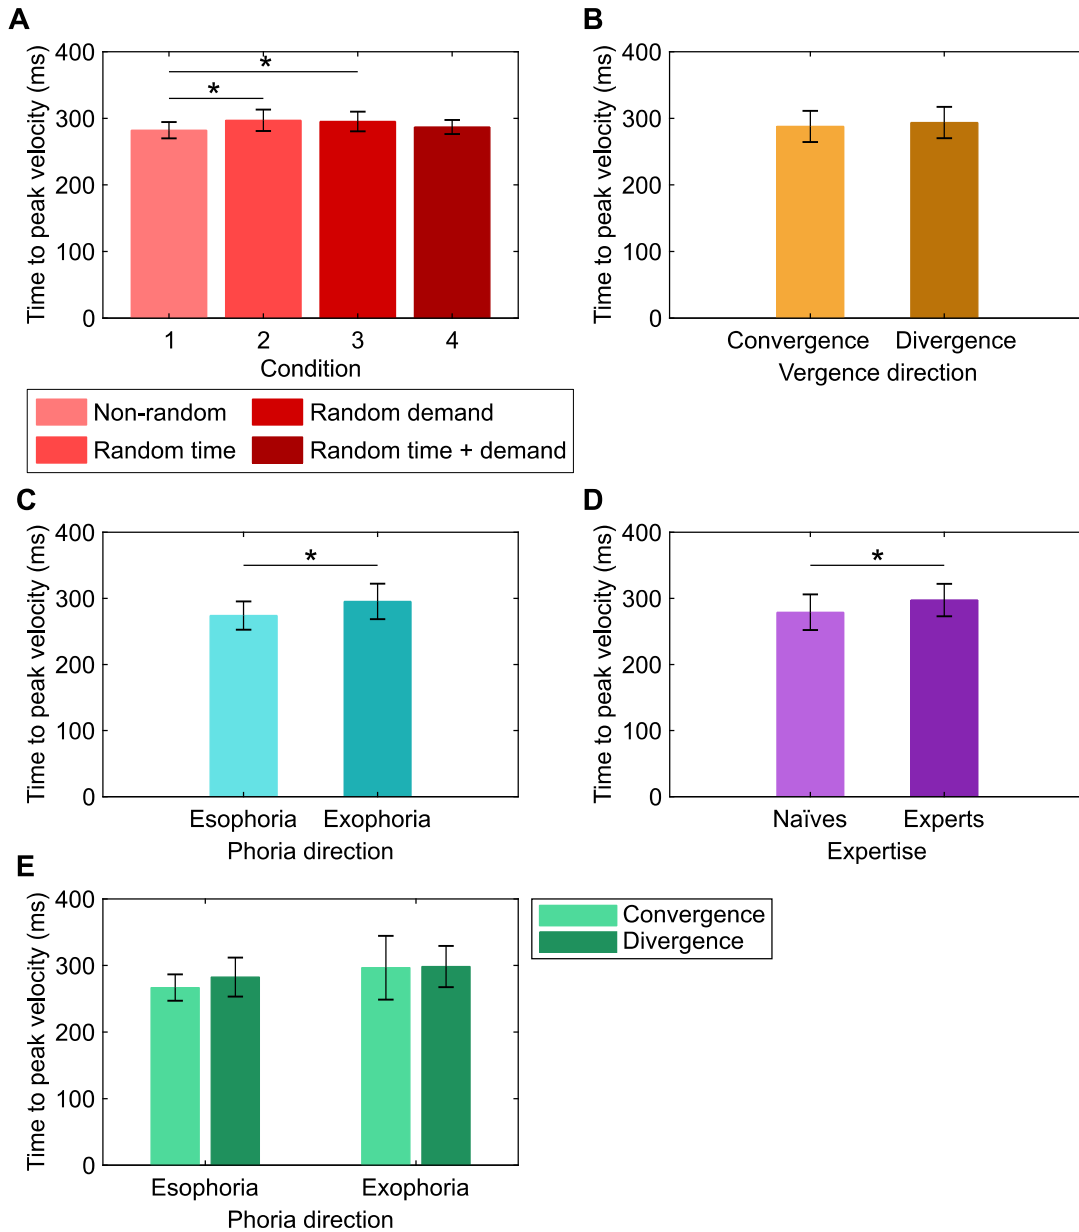 A
Time to peak velocity (ms)
400
300
200
100
0
*
*
1 2 3 4
Condition
Non-random Random demand
Random time Random time + demand
B
Time to peak velocity (ms)
400
300
200
100
0
Convergence Divergence
Vergence direction
C
Time to peak velocity (ms)
400
300
200
100
0
*
Esophoria Exophoria
Phoria direction
D
Time to peak velocity (ms)
400
300
200
100
0
*
Naïves Experts
Expertise
E
Time to peak velocity (ms)
400
300
200
100
0
Esophoria Exophoria
Phoria direction
Convergence
Divergence